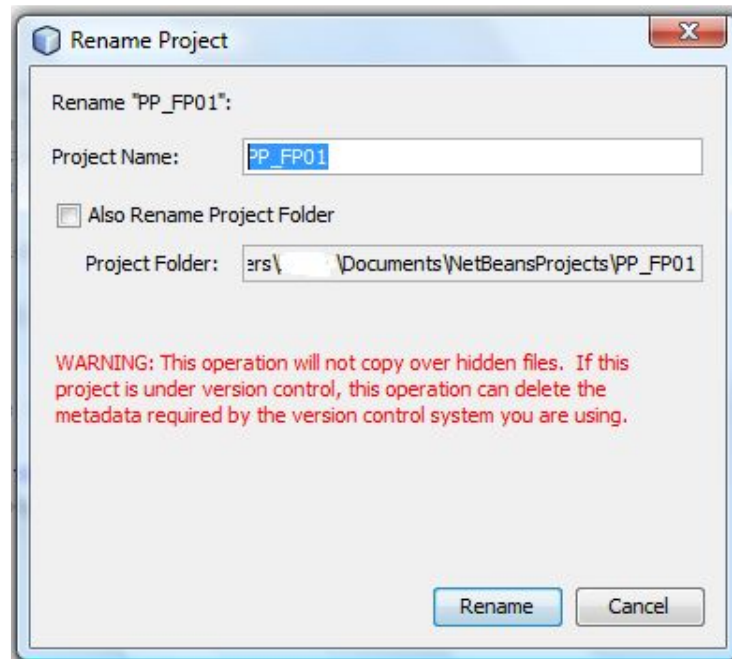 Rename Project
Rename "PP_FP01":
Project Name: PP_FP01
Also Rename Project Folder
Project Folder: ers\ \Documents\NetBeansProjects\PP_FP01
WARNING: This operation will not copy over hidden files. If this
project is under version control, this operation can delete the
metadata required by the version control system you are using.
Rename Cancel